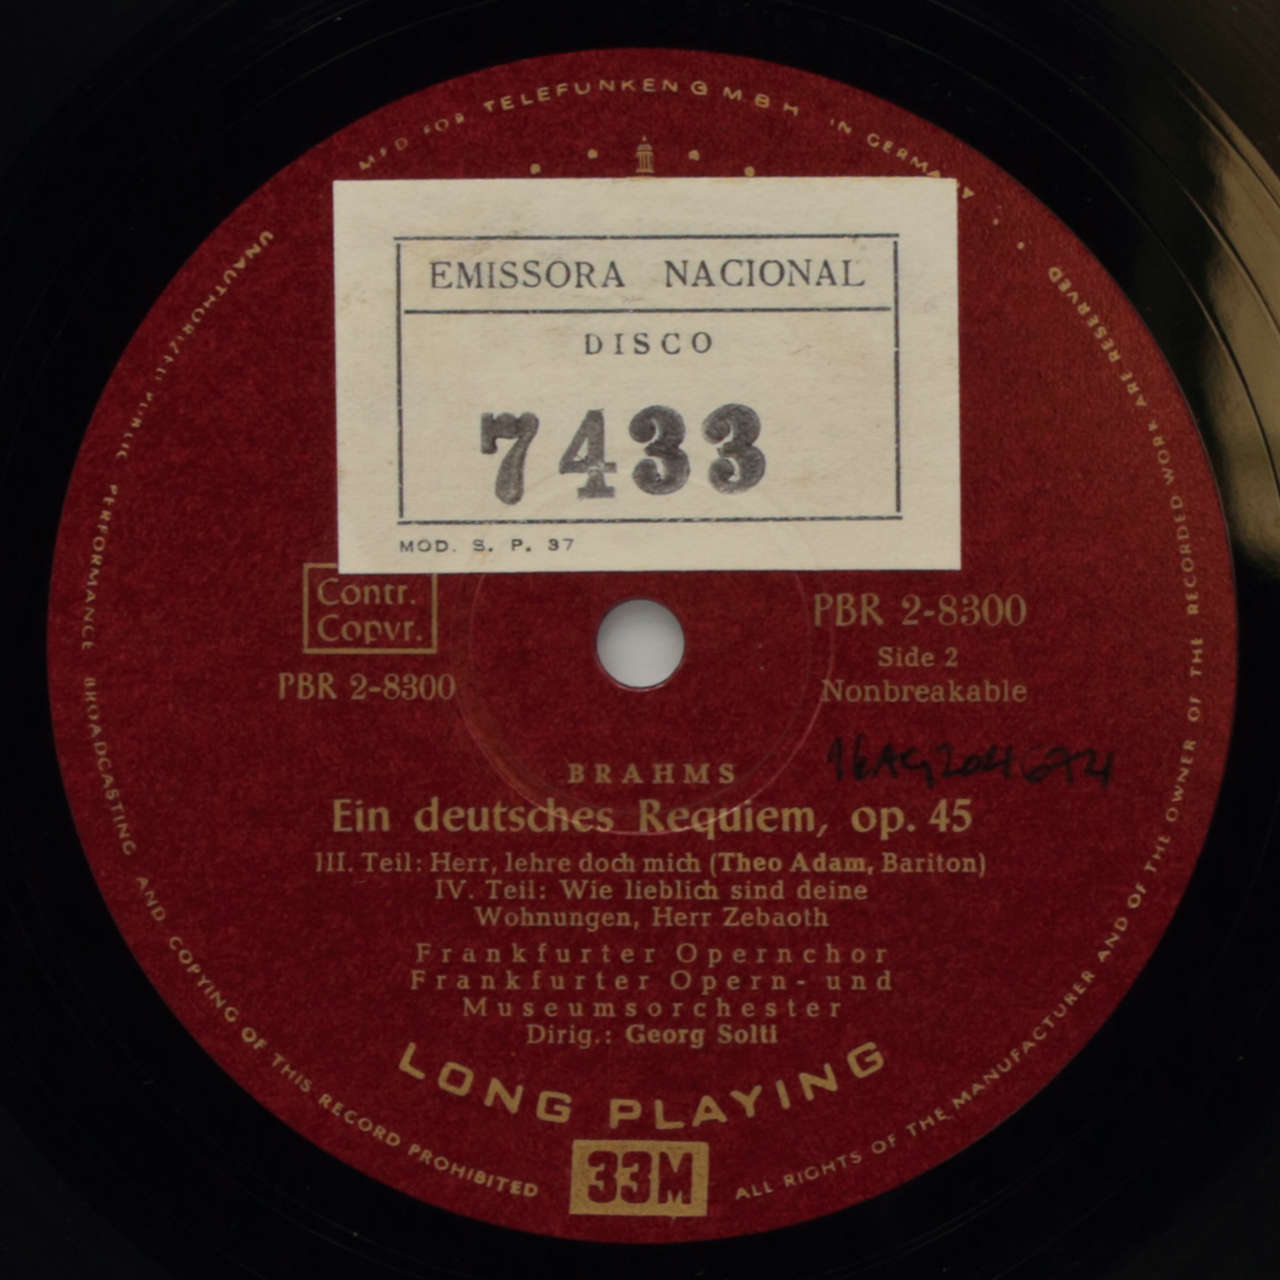 MFD FOR TELEFUNKEN G M B H IN GERMANY
EMISSORA NACIONAL
DISCO
7433
MOD. S. P. 37
Contr.
Copyr.
PBR 2-8300
PBR 2-8300
Side 2
Nonbreakable
BRAHMS
Ein deutsches Requiem, op. 45
III. Teil: Herr, lehre doch mich (Theo Adam, Bariton)
IV. Teil: Wie lieblich sind deine
Wohnungen, Herr Zebaoth
Frankfurter Opernchor
Frankfurter Opern- und
Museumsorchester
Dirig.: Georg Solti
LONG PLAYING
33M
UNAUTHORIZED PUBLIC PERFORMANCE BROADCASTING AND COPYING OF THIS RECORD PROHIBITED
ALL RIGHTS OF THE MANUFACTURER AND OF THE OWNER OF THE RECORDED WORK ARE RESERVED